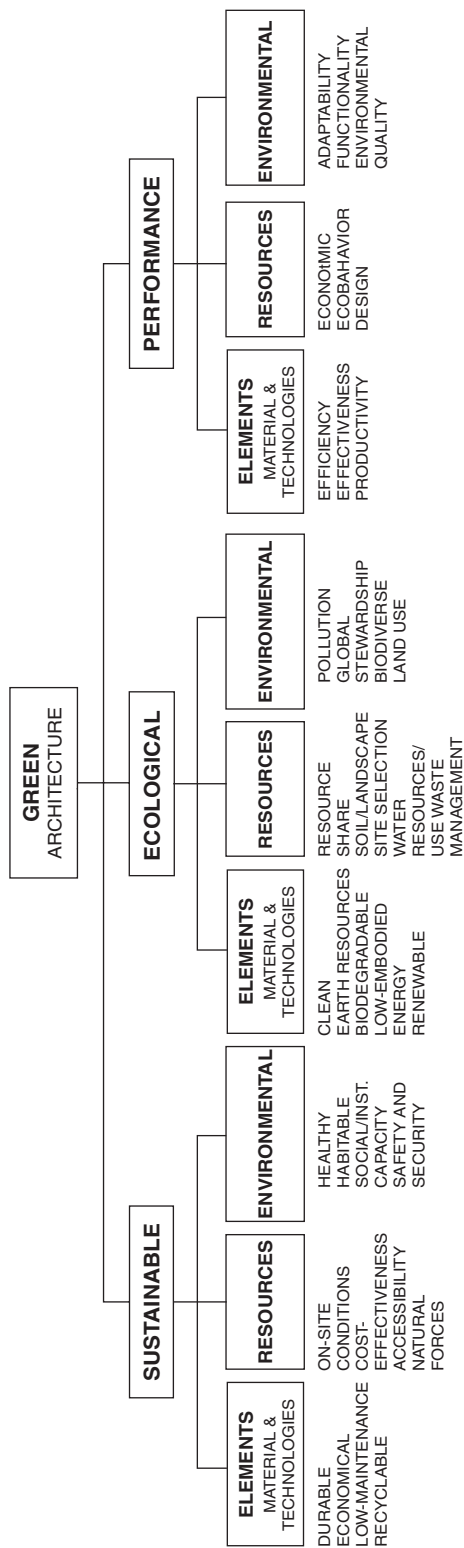 GREEN
ARCHITECTURE
SUSTAINABLE
ECOLOGICAL
PERFORMANCE
ELEMENTS
MATERIAL &
TECHNOLOGIES
DURABLE
ECONOMICAL
LOW-MAINTENANCE
RECYCLABLE
RESOURCES
ON-SITE
CONDITIONS
COST-
EFFECTIVENESS
ACCESSIBILITY
NATURAL
FORCES
ENVIRONMENTAL
HEALTHY
HABITABLE
SOCIAL/INST.
CAPACITY
SAFETY AND
SECURITY
ELEMENTS
MATERIAL &
TECHNOLOGIES
CLEAN
EARTH RESOURCES
BIODEGRADABLE
LOW-EMBODIED
ENERGY
RENEWABLE
RESOURCES
RESOURCE
SHARE
SOIL/LANDSCAPE
SITE SELECTION
WATER
RESOURCES/
USE WASTE
MANAGEMENT
ENVIRONMENTAL
POLLUTION
GLOBAL
STEWARDSHIP
BIODIVERSE
LAND USE
ELEMENTS
MATERIAL &
TECHNOLOGIES
EFFICIENCY
EFFECTIVENESS
PRODUCTIVITY
RESOURCES
ECONOtMIC
ECOBAHAVIOR
DESIGN
ENVIRONMENTAL
ADAPTABILITY
FUNCTIONALITY
ENVIRONMENTAL
QUALITY